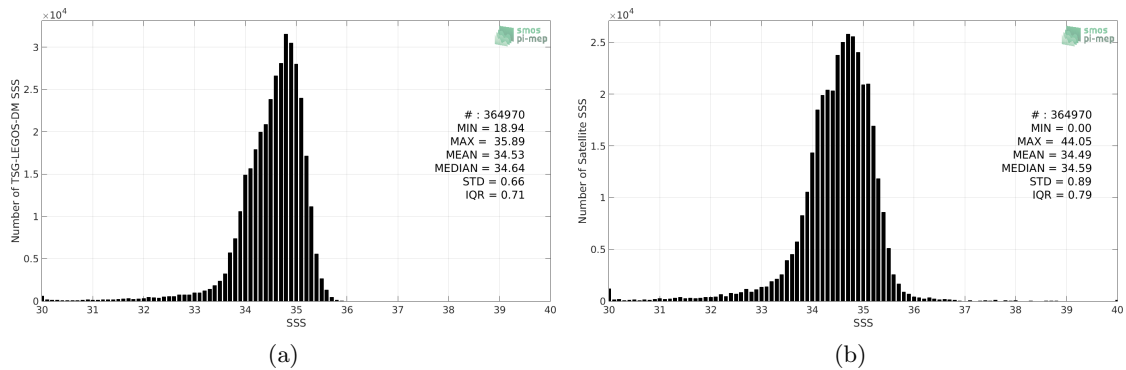 ×10⁴
smos
pi-mep
3
2.5
2
1.5
1
0.5
0
Number of TSG-LEGOS-DM SSS
# : 364970
MIN = 18.94
MAX = 35.89
MEAN = 34.53
MEDIAN = 34.64
STD = 0.66
IQR = 0.71
30 31 32 33 34 35 36 37 38 39 40
SSS
(a)
×10⁴
smos
pi-mep
2.5
2
1.5
1
0.5
0
Number of Satellite SSS
# : 364970
MIN = 0.00
MAX = 44.05
MEAN = 34.49
MEDIAN = 34.59
STD = 0.89
IQR = 0.79
30 31 32 33 34 35 36 37 38 39 40
SSS
(b)